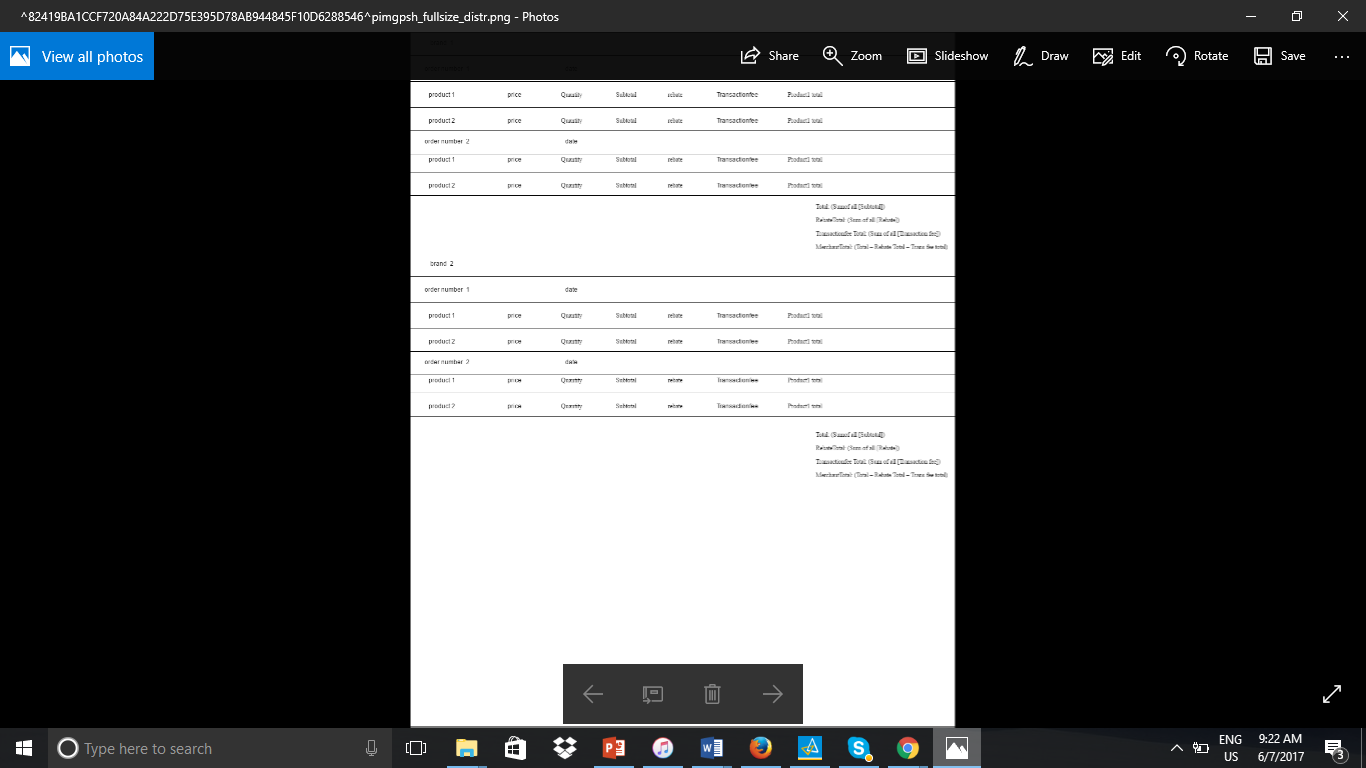 ^82419BA1CCF720A84A222D75E395D78AB944845F10D6288546^pimgpsh_fullsize_distr.png - Photos
View all photos Share Zoom Slideshow Draw Edit Rotate Save
product 1 price Quantity Subtotal rebate Transactionfee Product1 total
product 2 price Quantity Subtotal rebate Transactionfee Product1 total
order number 2 date
product 1 price Quantity Subtotal rebate Transactionfee Product1 total
product 2 price Quantity Subtotal rebate Transactionfee Product1 total
Total: (Sumof all [Subtotal])
RebateTotal: (Sum of all [Rebate])
Transactionfee Total: (Sum of all [Transaction fee])
MerchantTotal: (Total – Rebate Total – Trans fee total)
brand 2
order number 1 date
product 1 price Quantity Subtotal rebate Transactionfee Product1 total
product 2 price Quantity Subtotal rebate Transactionfee Product1 total
order number 2 date
product 1 price Quantity Subtotal rebate Transactionfee Product1 total
product 2 price Quantity Subtotal rebate Transactionfee Product1 total
Total: (Sumof all [Subtotal])
RebateTotal: (Sum of all [Rebate])
Transactionfee Total: (Sum of all [Transaction fee])
MerchantTotal: (Total – Rebate Total – Trans fee total)
Type here to search
ENG 9:22 AM
US 6/7/2017 3